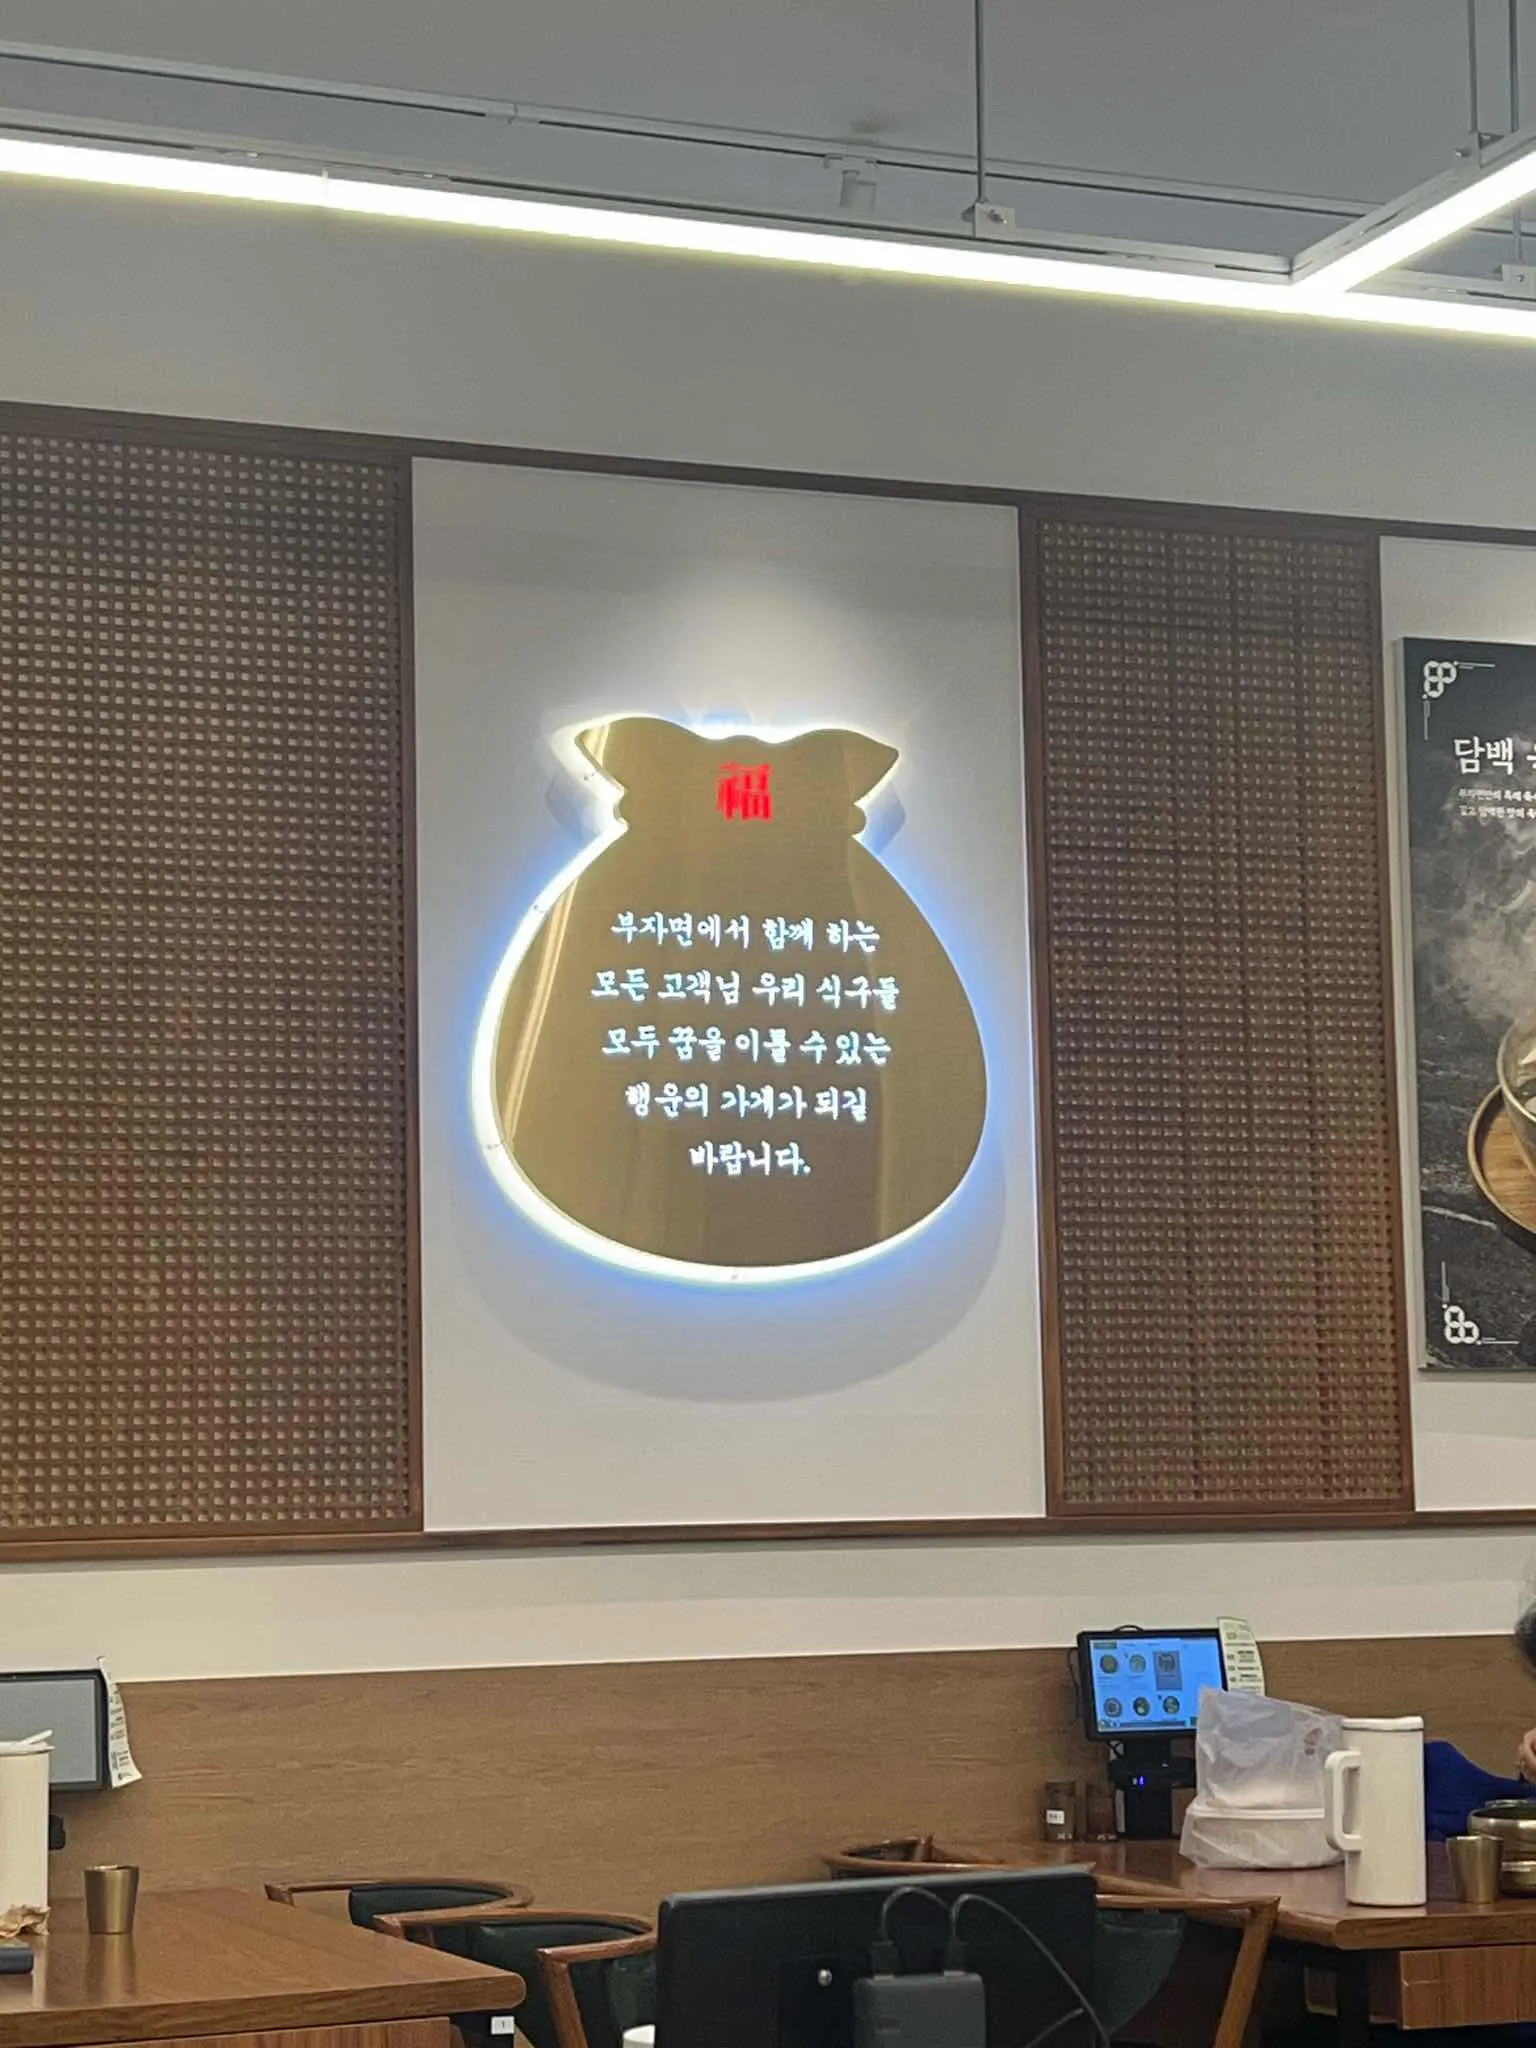 福
부자면에서 함께 하는
모든 고객님 우리 식구들
모두 꿈을 이룰 수 있는
행운의 가게가 되길
바랍니다.
담백